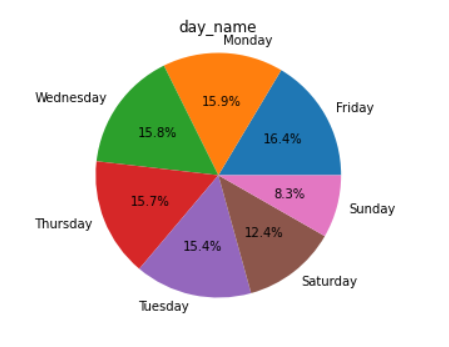 day_name
Monday
Wednesday
15.9%
Friday
15.8%
16.4%
15.7%
8.3%
Sunday
Thursday
15.4%
12.4%
Saturday
Tuesday